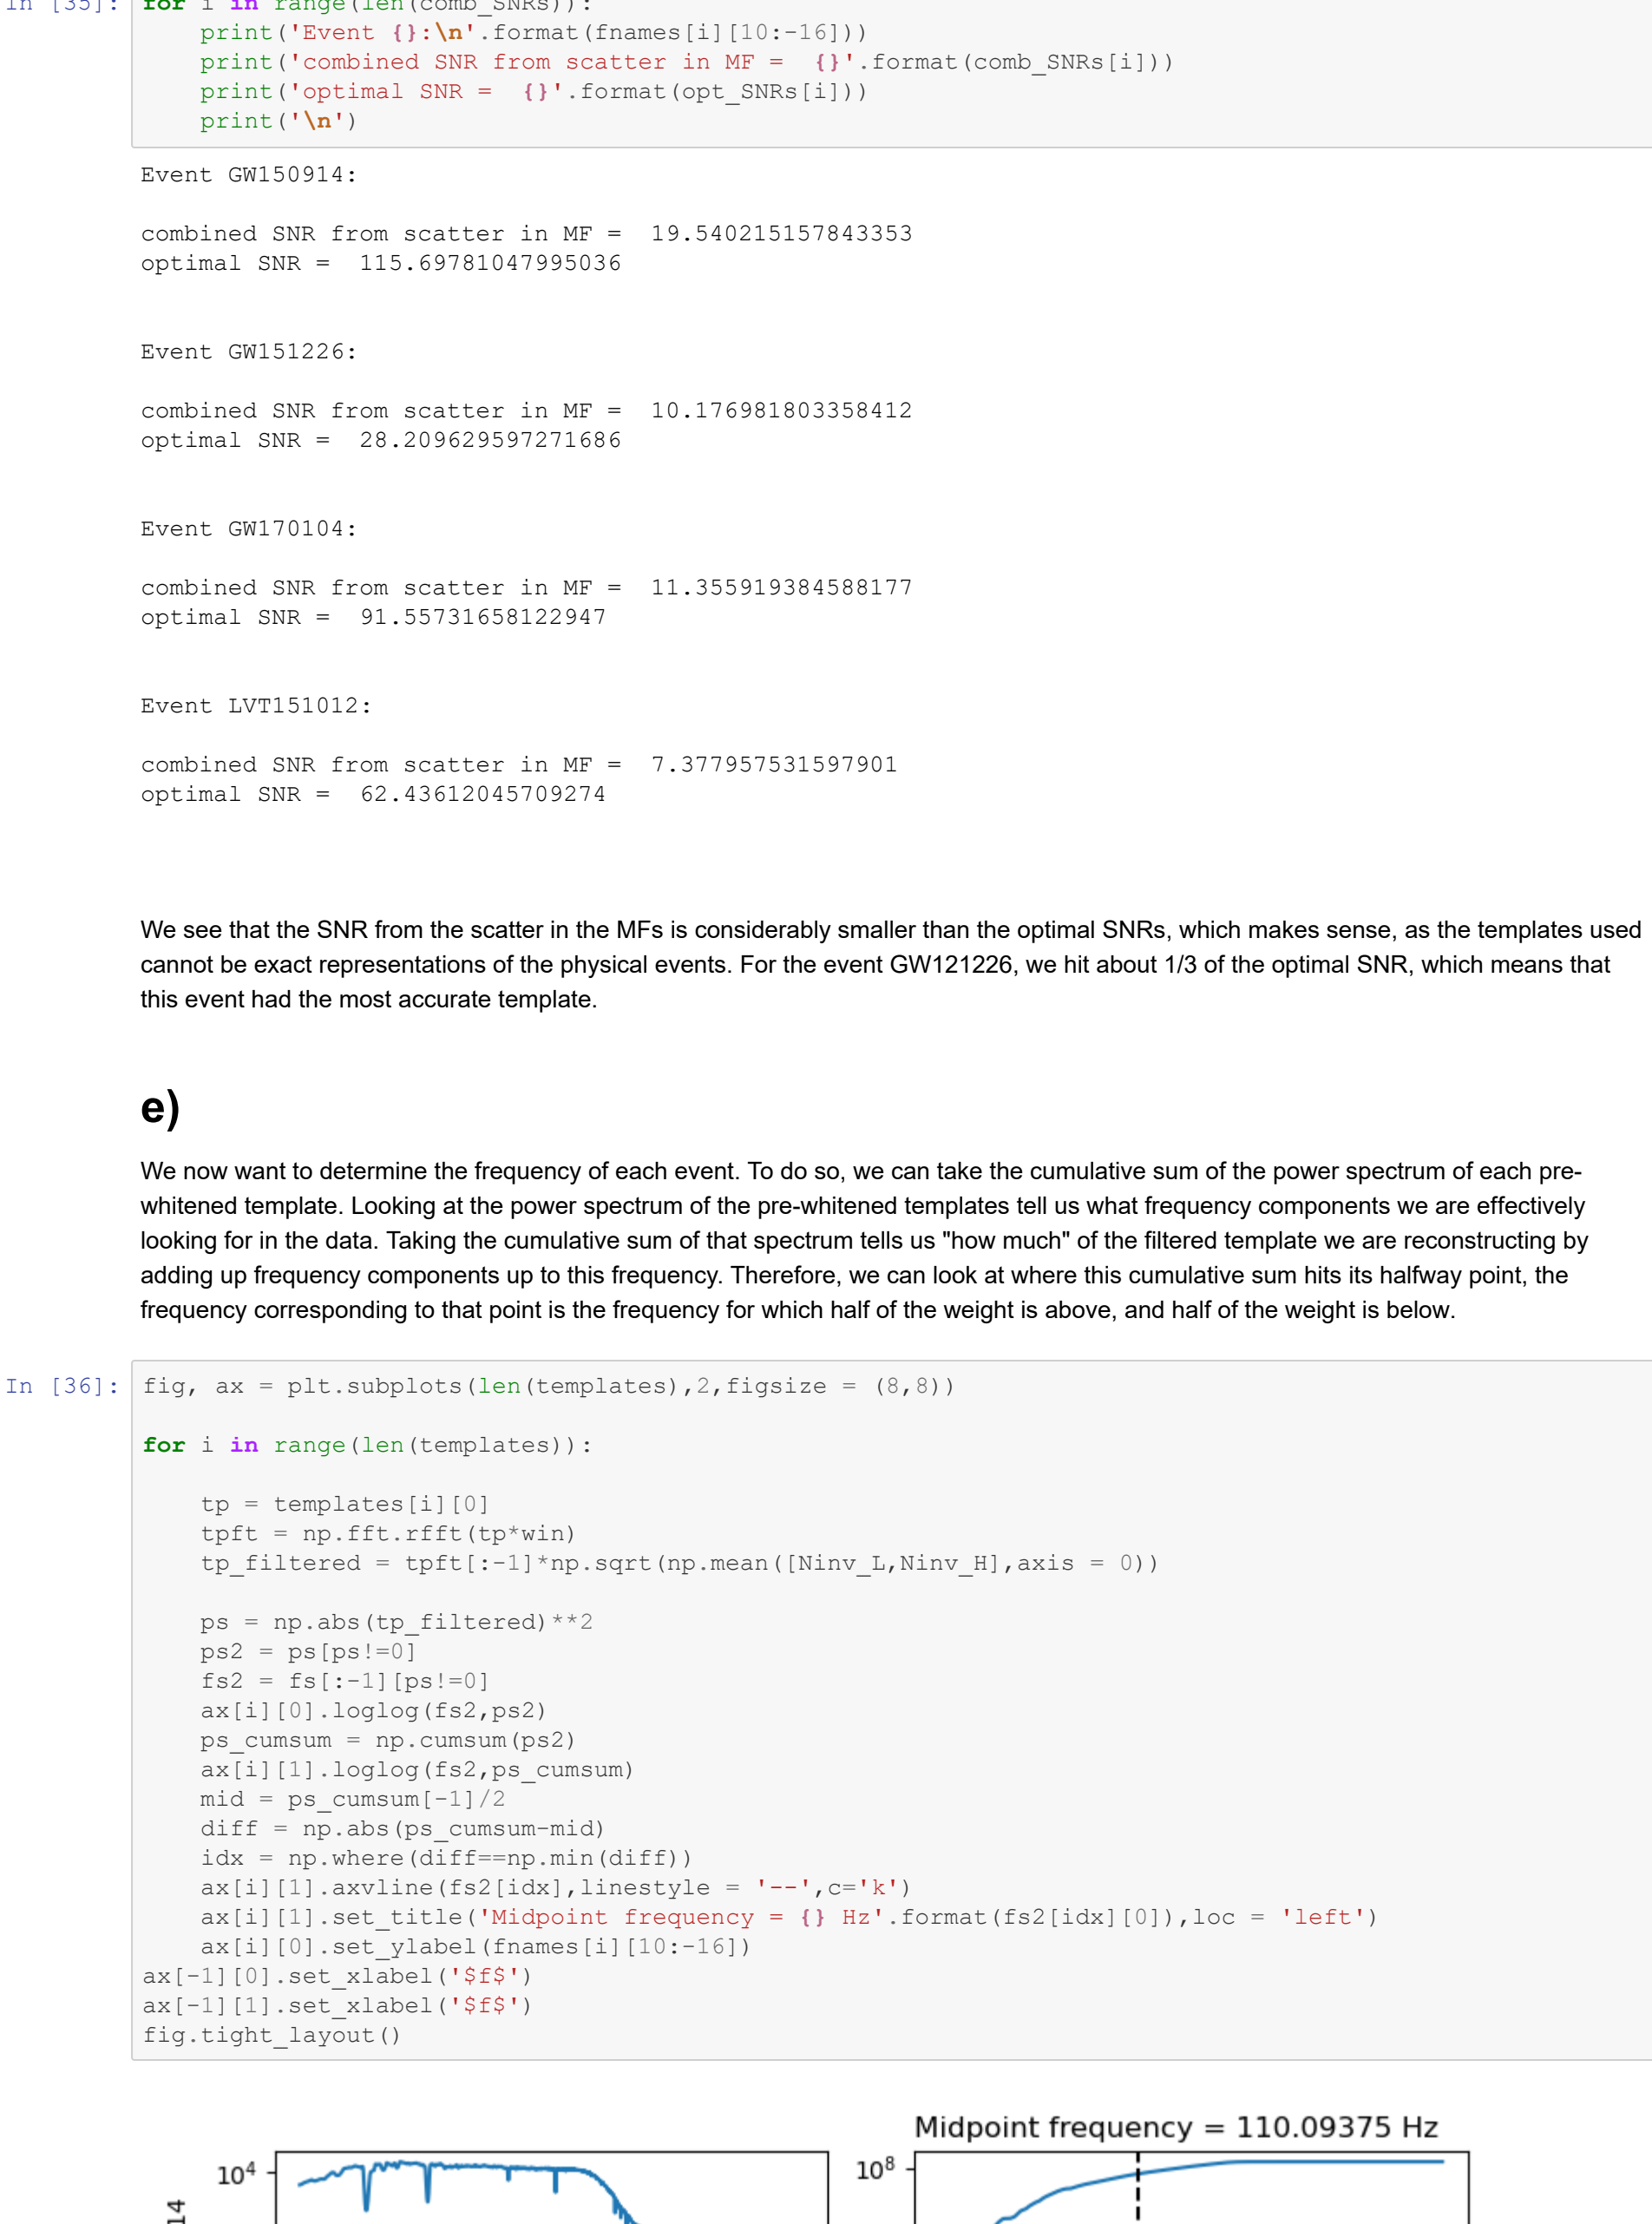 In [35]: for i in range(len(comb_SNRs)):
    print('Event {}:\n'.format(fnames[i][10:-16]))
    print('combined SNR from scatter in MF =  {}'.format(comb_SNRs[i]))
    print('optimal SNR =  {}'.format(opt_SNRs[i]))
    print('\n')
Event GW150914:
combined SNR from scatter in MF =  19.540215157843353
optimal SNR =  115.69781047995036
Event GW151226:
combined SNR from scatter in MF =  10.176981803358412
optimal SNR =  28.209629597271686
Event GW170104:
combined SNR from scatter in MF =  11.355919384588177
optimal SNR =  91.55731658122947
Event LVT151012:
combined SNR from scatter in MF =  7.377957531597901
optimal SNR =  62.43612045709274
We see that the SNR from the scatter in the MFs is considerably smaller than the optimal SNRs, which makes sense, as the templates used
cannot be exact representations of the physical events. For the event GW121226, we hit about 1/3 of the optimal SNR, which means that
this event had the most accurate template.
e)
We now want to determine the frequency of each event. To do so, we can take the cumulative sum of the power spectrum of each pre-
whitened template. Looking at the power spectrum of the pre-whitened templates tell us what frequency components we are effectively
looking for in the data. Taking the cumulative sum of that spectrum tells us "how much" of the filtered template we are reconstructing by
adding up frequency components up to this frequency. Therefore, we can look at where this cumulative sum hits its halfway point, the
frequency corresponding to that point is the frequency for which half of the weight is above, and half of the weight is below.
In [36]: fig, ax = plt.subplots(len(templates),2,figsize = (8,8))
for i in range(len(templates)):
    tp = templates[i][0]
    tpft = np.fft.rfft(tp*win)
    tp_filtered = tpft[:-1]*np.sqrt(np.mean([Ninv_L,Ninv_H],axis = 0))
    ps = np.abs(tp_filtered)**2
    ps2 = ps[ps!=0]
    fs2 = fs[:-1][ps!=0]
    ax[i][0].loglog(fs2,ps2)
    ps_cumsum = np.cumsum(ps2)
    ax[i][1].loglog(fs2,ps_cumsum)
    mid = ps_cumsum[-1]/2
    diff = np.abs(ps_cumsum-mid)
    idx = np.where(diff==np.min(diff))
    ax[i][1].axvline(fs2[idx],linestyle = '--',c='k')
    ax[i][1].set_title('Midpoint frequency = {} Hz'.format(fs2[idx][0]),loc = 'left')
    ax[i][0].set_ylabel(fnames[i][10:-16])
ax[-1][0].set_xlabel('$f$')
ax[-1][1].set_xlabel('$f$')
fig.tight_layout()
Midpoint frequency = 110.09375 Hz
10⁴
10⁸
14